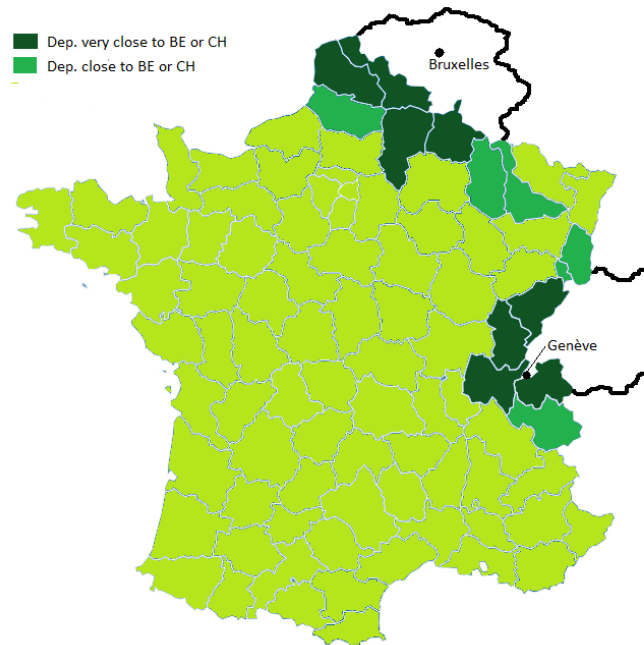 Dep. very close to BE or CH
Dep. close to BE or CH
Bruxelles
Genève